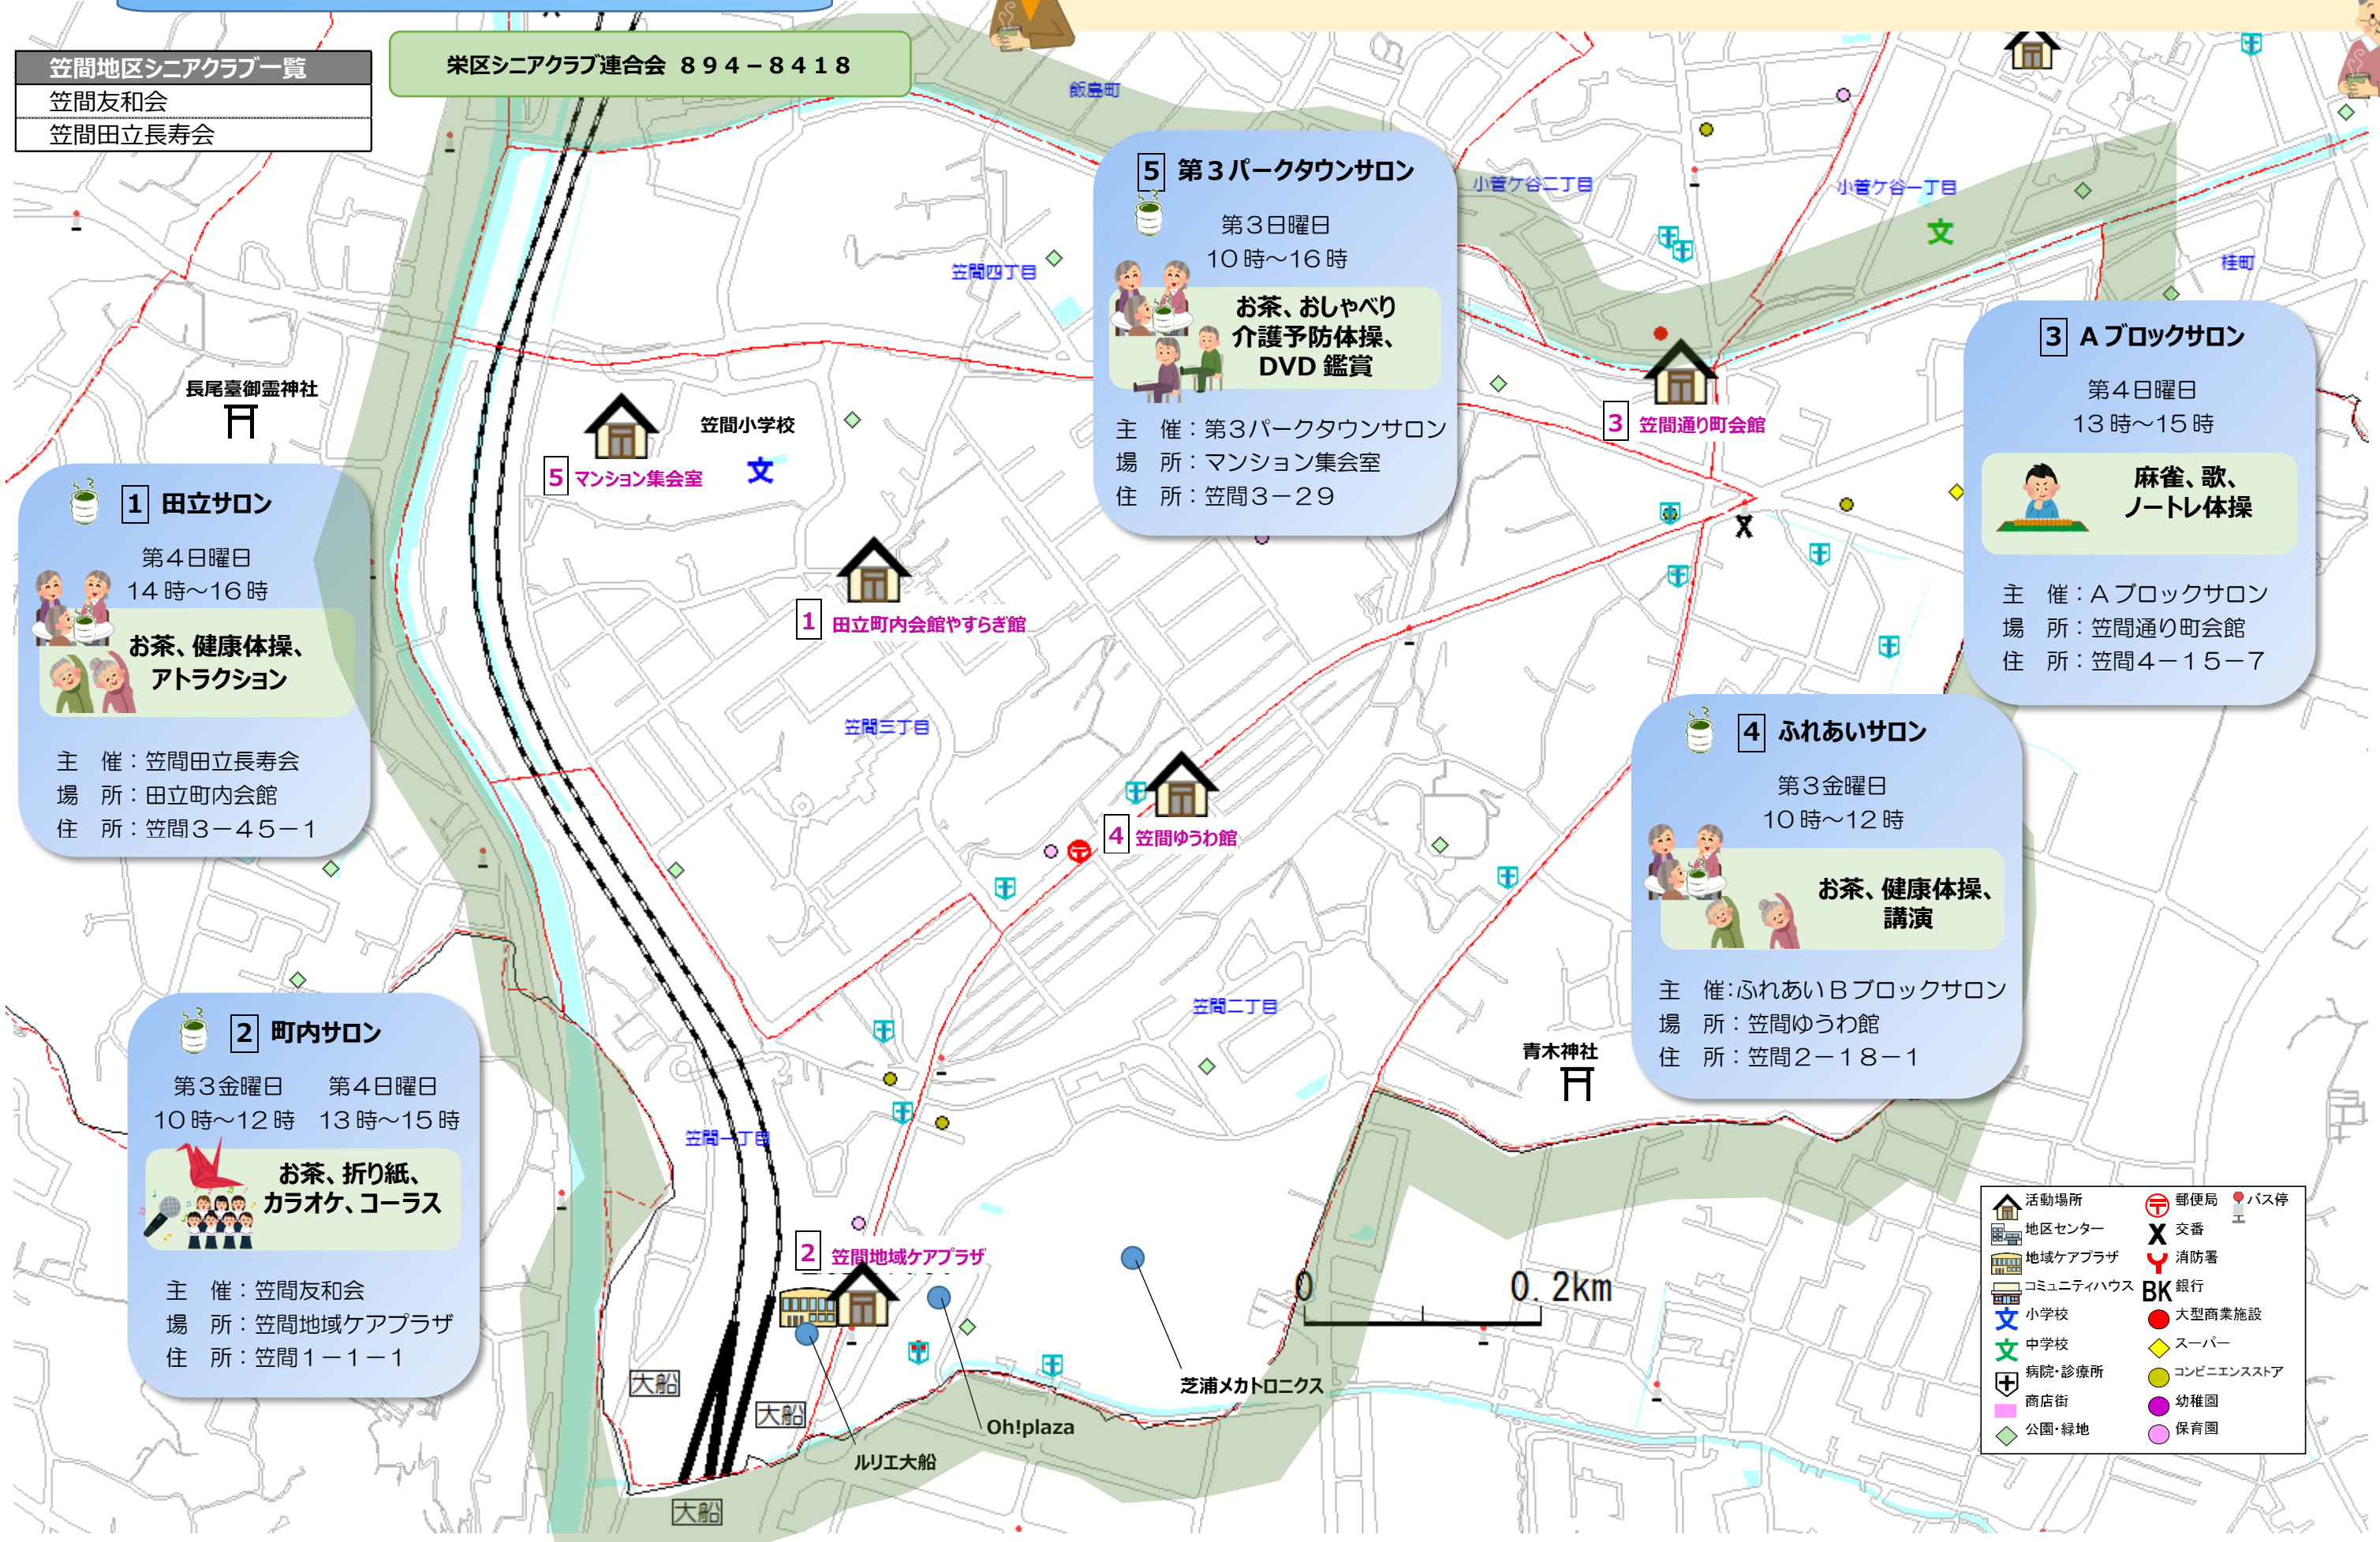 笠間地区シニアクラブ一覧
笠間友和会
笠間田立長寿会
栄区シニアクラブ連合会 ８９４－８４１８
飯島町
小菅ケ谷二丁目
小菅ケ谷一丁目
桂町
笠間四丁目
5 第３パークタウンサロン
第３日曜日
10時～16時
お茶、おしゃべり
介護予防体操、
DVD 鑑賞
主　催：第３パークタウンサロン
場　所：マンション集会室
住　所：笠間３－２９
3 A ブロックサロン
第４日曜日
13時～15時
麻雀、歌、
ノートレ体操
主　催：A ブロックサロン
場　所：笠間通り町会館
住　所：笠間４－１５－７
長尾臺御霊神社
笠間小学校
文
文
5 マンション集会室
3 笠間通り町会館
1 田立サロン
第４日曜日
14時～16時
お茶、健康体操、
アトラクション
主　催：笠間田立長寿会
場　所：田立町内会館
住　所：笠間３－４５－１
1 田立町内会館やすらぎ館
笠間三丁目
4 笠間ゆうわ館
4 ふれあいサロン
第３金曜日
10時～12時
お茶、健康体操、
講演
主　催：ふれあい B ブロックサロン
場　所：笠間ゆうわ館
住　所：笠間２－１８－１
2 町内サロン
第３金曜日　第４日曜日
10時～12時　13時～15時
お茶、折り紙、
カラオケ、コーラス
主　催：笠間友和会
場　所：笠間地域ケアプラザ
住　所：笠間１－１－１
笠間二丁目
青木神社
笠間一丁目
2 笠間地域ケアプラザ
0 0.2km
大船
大船
大船
芝浦メカトロニクス
Oh!plaza
ルリエ大船
活動場所
地区センター
地域ケアプラザ
コミュニティハウス
文 小学校
文 中学校
病院・診療所
商店街
公園・緑地
郵便局
バス停
X 交番
消防署
BK 銀行
大型商業施設
スーパー
コンビニエンスストア
幼稚園
保育園